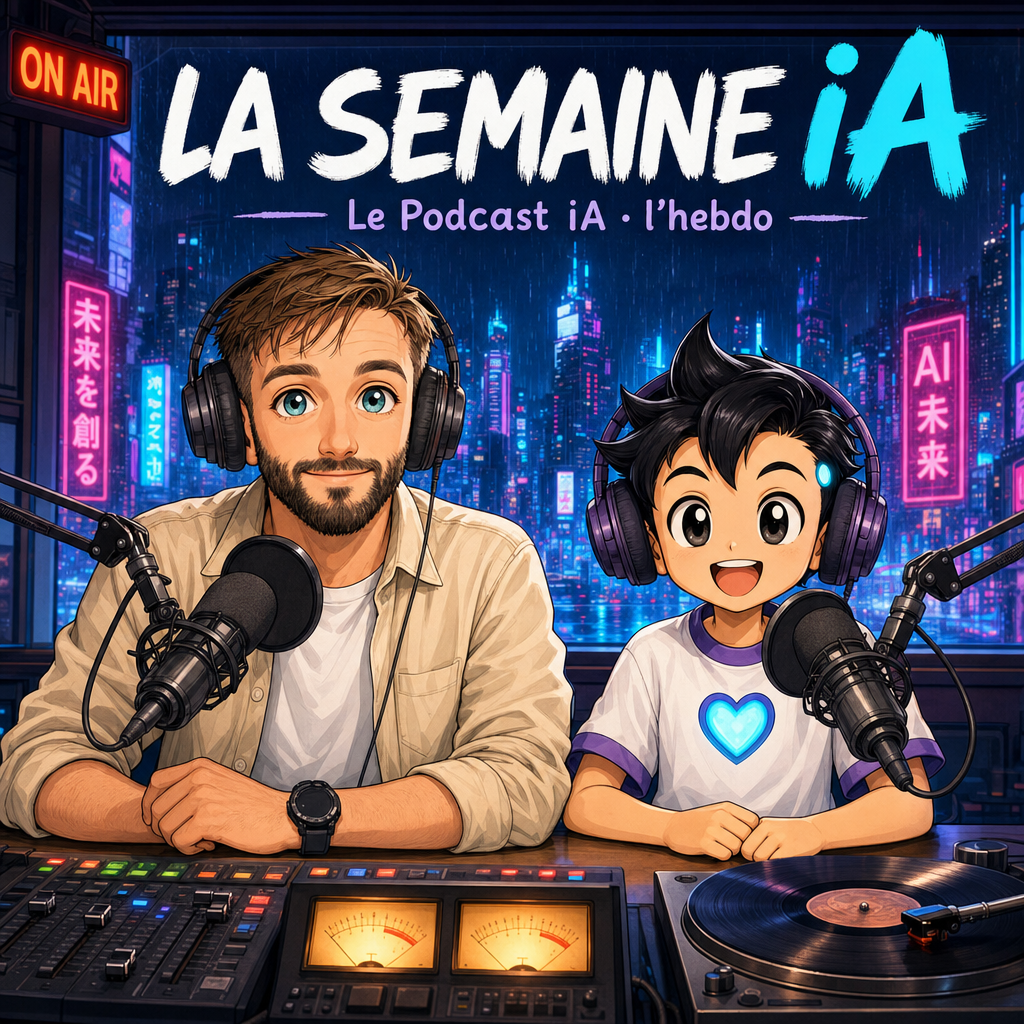 ON AIR
LA SEMAINE iA
Le Podcast iA · l'hebdo
未来を創る
AI未来